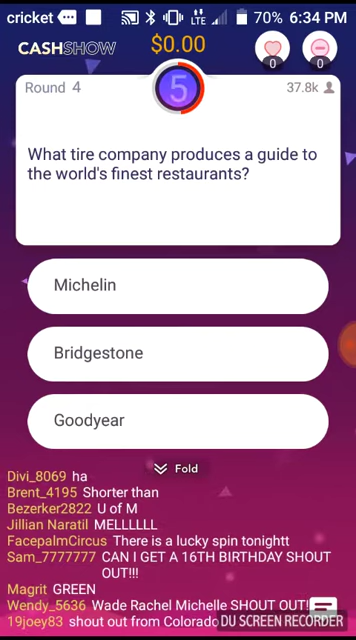 cricket LTE 70% 6:34 PM
CASHSHOW $0.00
0 0
Round 4 5 37.8k
What tire company produces a guide to
the world's finest restaurants?
Michelin
Bridgestone
Goodyear
Fold
Divi_8069 ha
Brent_4195 Shorter than
Bezerker2822 U of M
Jillian Naratil MELLLLLL
FacepalmCircus There is a lucky spin tonightt
Sam_7777777 CAN I GET A 16TH BIRTHDAY SHOUT
OUT!!!
Magrit GREEN
Wendy_5636 Wade Rachel Michelle SHOUT OUT!
19joey83 shout out from Colorado DU SCREEN RECORDER